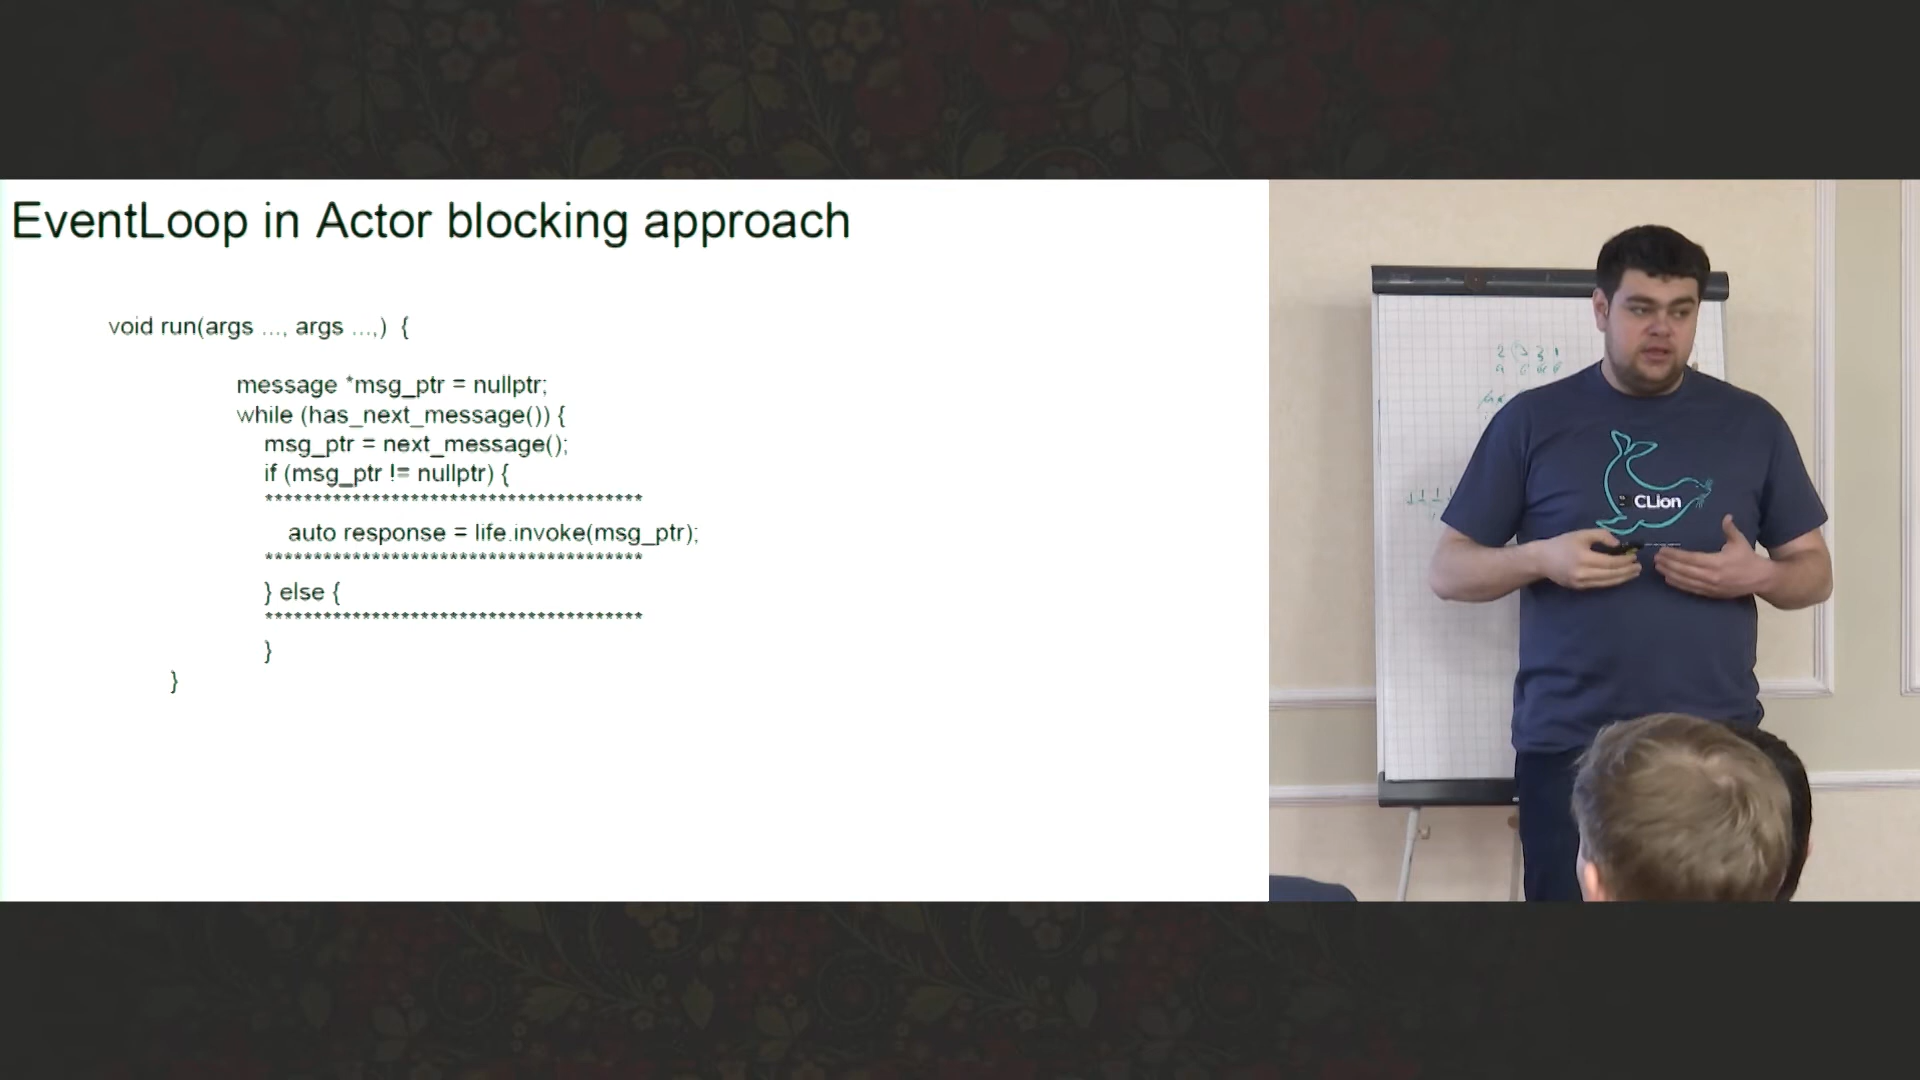 EventLoop in Actor blocking approach
void run(args ..., args ...,) {
message *msg_ptr = nullptr;
while (has_next_message()) {
msg_ptr = next_message();
if (msg_ptr != nullptr) {
***************************************
auto response = life.invoke(msg_ptr);
***************************************
} else {
***************************************
}
}
CLion